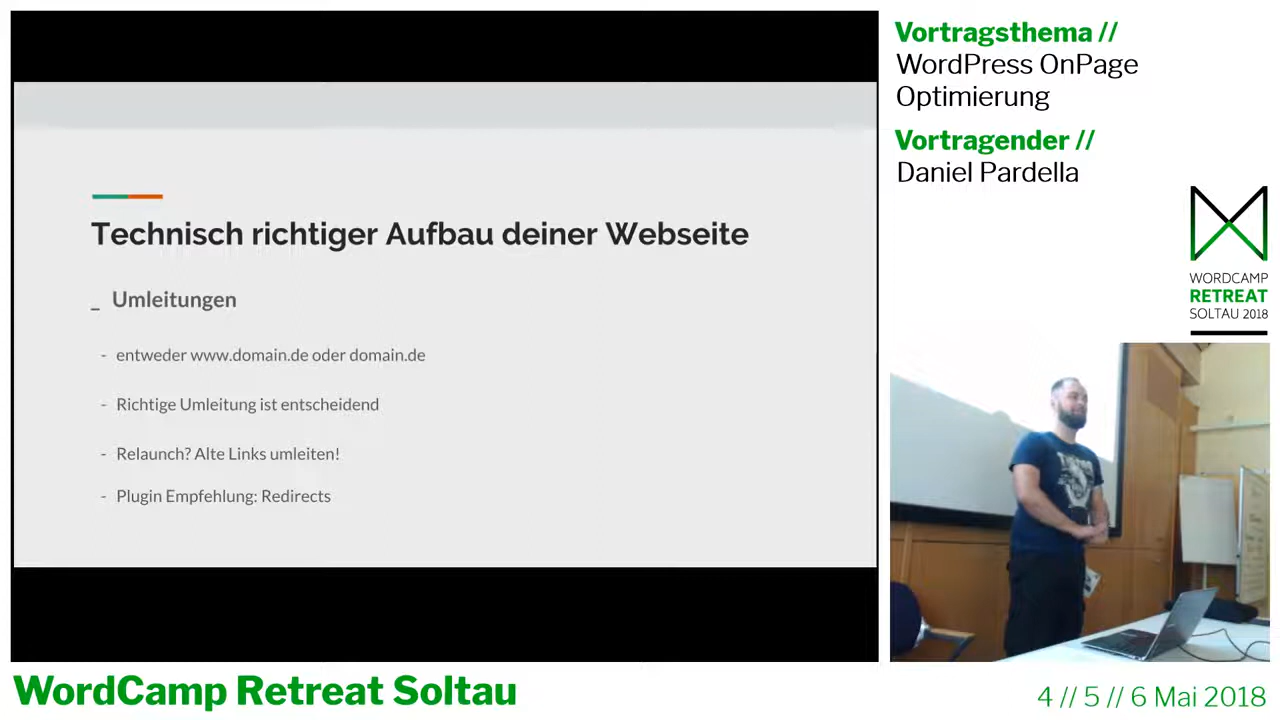 Technisch richtiger Aufbau deiner Webseite
_ Umleitungen
- entweder www.domain.de oder domain.de
- Richtige Umleitung ist entscheidend
- Relaunch? Alte Links umleiten!
- Plugin Empfehlung: Redirects
Vortragsthema //
WordPress OnPage
Optimierung
Vortragender //
Daniel Pardella
WORDCAMP
RETREAT
SOLTAU 2018
WordCamp Retreat Soltau
4 // 5 // 6 Mai 2018